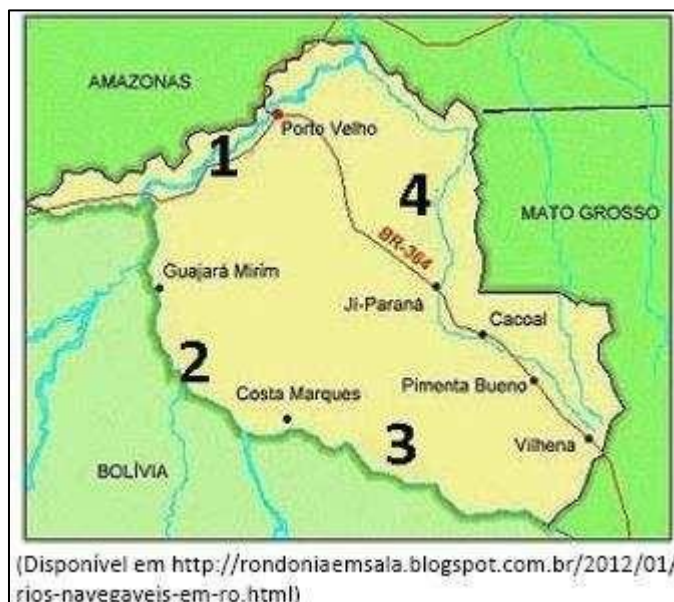 AMAZONAS
Porto Velho
1
4
MATO GROSSO
BR-364
Guajará Mirim
Jí-Paraná
Cacoal
2
Pimenta Bueno
Costa Marques
3
Vilhena
BOLÍVIA
(Disponível em http://rondoniaemsala.blogspot.com.br/2012/01/
rios-navegaveis-em-ro.html)